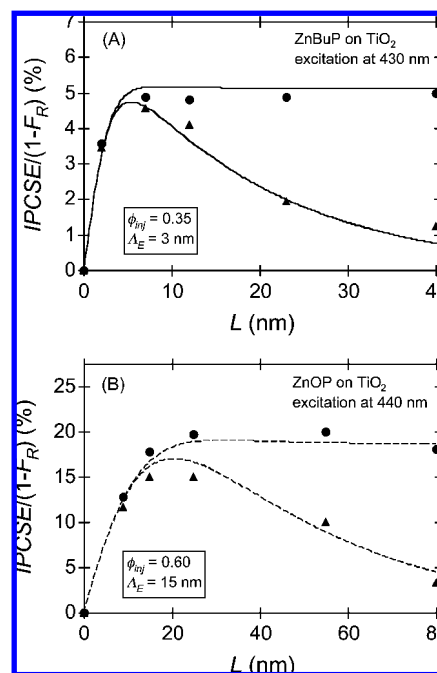 (A)
ZnBuP on TiO2
excitation at 430 nm
IPCSE/(1-FR) (%)
7
6
5
4
3
2
1
0
ϕinj = 0.35
ΛE = 3 nm
0 10 20 30 40
L (nm)
(B)
ZnOP on TiO2
excitation at 440 nm
IPCSE/(1-FR) (%)
25
20
15
10
5
0
ϕinj = 0.60
ΛE = 15 nm
0 20 40 60 80
L (nm)